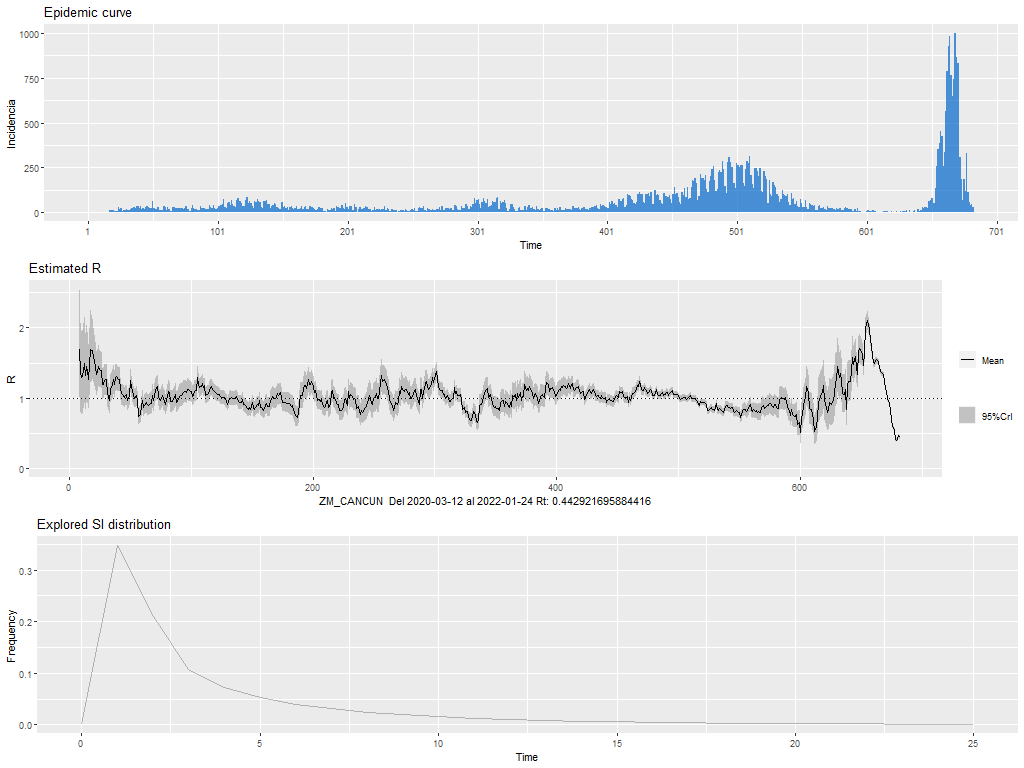 Epidemic curve
1000
750
500
250
0
Incidencia
1 101 201 301 401 501 601 701
Time
Estimated R
2
1
0
R
Mean
95%CrI
0 200 400 600
ZM_CANCUN Del 2020-03-12 al 2022-01-24 Rt: 0.442921695884416
Explored SI distribution
0.3
0.2
0.1
0.0
Frequency
0 5 10 15 20 25
Time